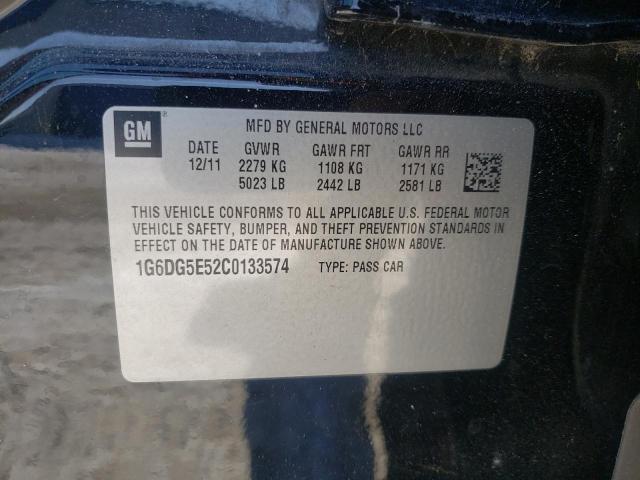 GM
MFD BY GENERAL MOTORS LLC
DATE GVWR GAWR FRT GAWR RR
12/11 2279 KG 1108 KG 1171 KG
5023 LB 2442 LB 2581 LB
THIS VEHICLE CONFORMS TO ALL APPLICABLE U.S. FEDERAL MOTOR
VEHICLE SAFETY, BUMPER, AND THEFT PREVENTION STANDARDS IN
EFFECT ON THE DATE OF MANUFACTURE SHOWN ABOVE.
1G6DG5E52C0133574 TYPE: PASS CAR